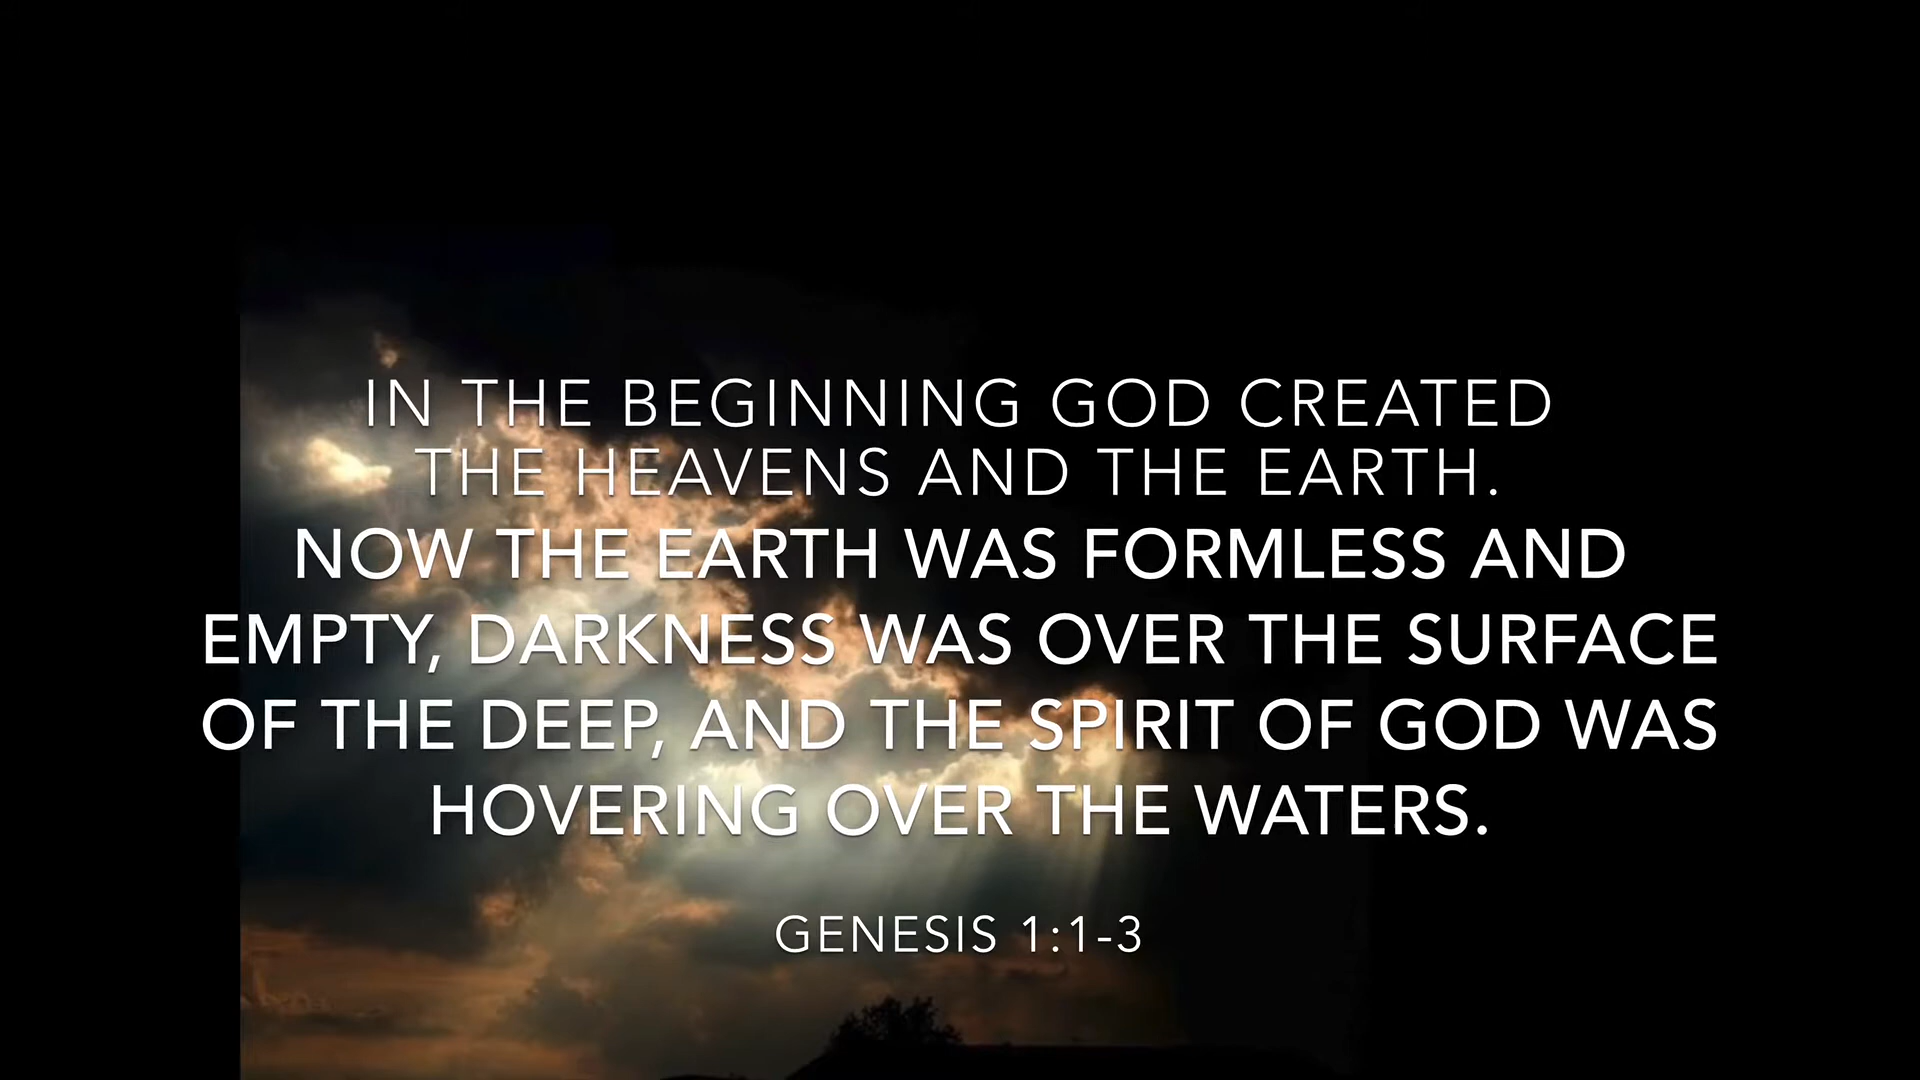 IN THE BEGINNING GOD CREATED
THE HEAVENS AND THE EARTH.
NOW THE EARTH WAS FORMLESS AND
EMPTY, DARKNESS WAS OVER THE SURFACE
OF THE DEEP, AND THE SPIRIT OF GOD WAS
HOVERING OVER THE WATERS.
GENESIS 1:1-3